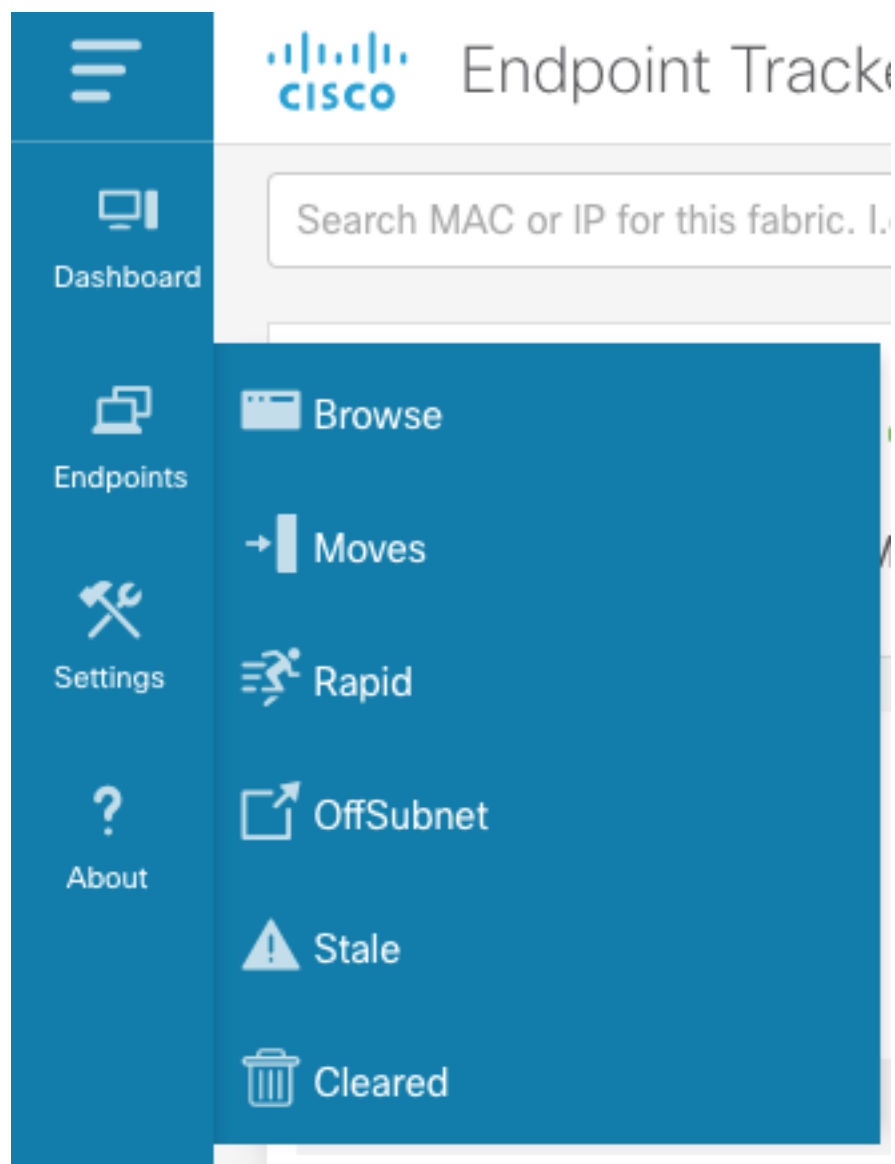 CISCO
Endpoint Tracke
Search MAC or IP for this fabric. I.
Dashboard
Endpoints
Settings
About
Browse
Moves
Rapid
OffSubnet
Stale
Cleared